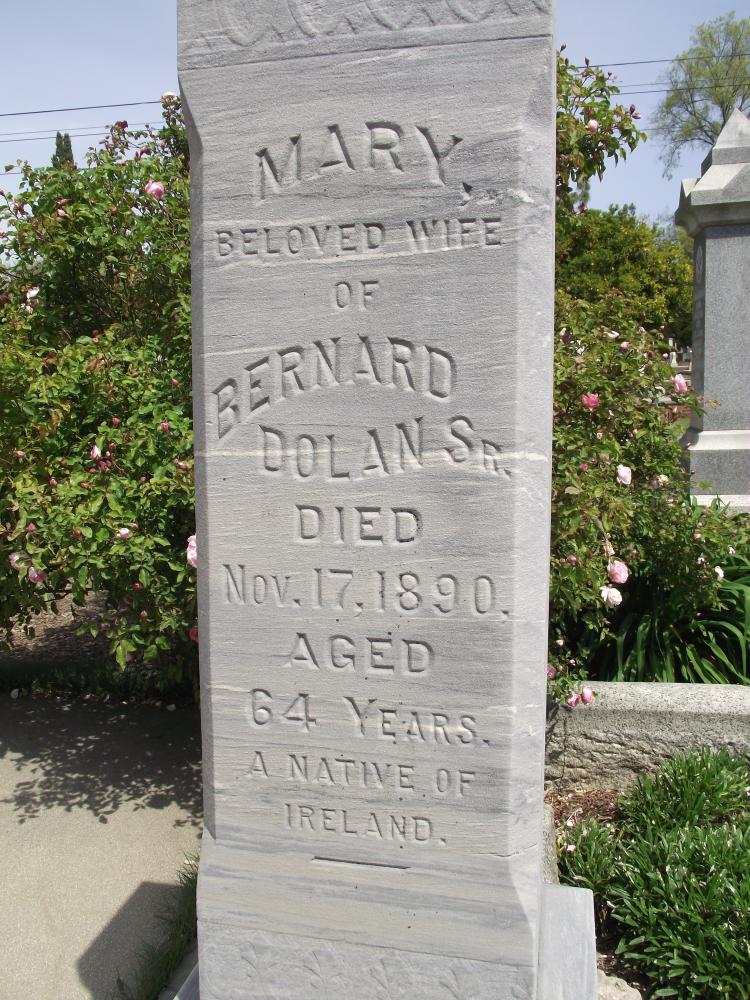 MARY,
BELOVED WIFE
OF
BERNARD
DOLAN SR.
DIED
NOV. 17, 1890.
AGED
64 YEARS.
A NATIVE OF
IRELAND.